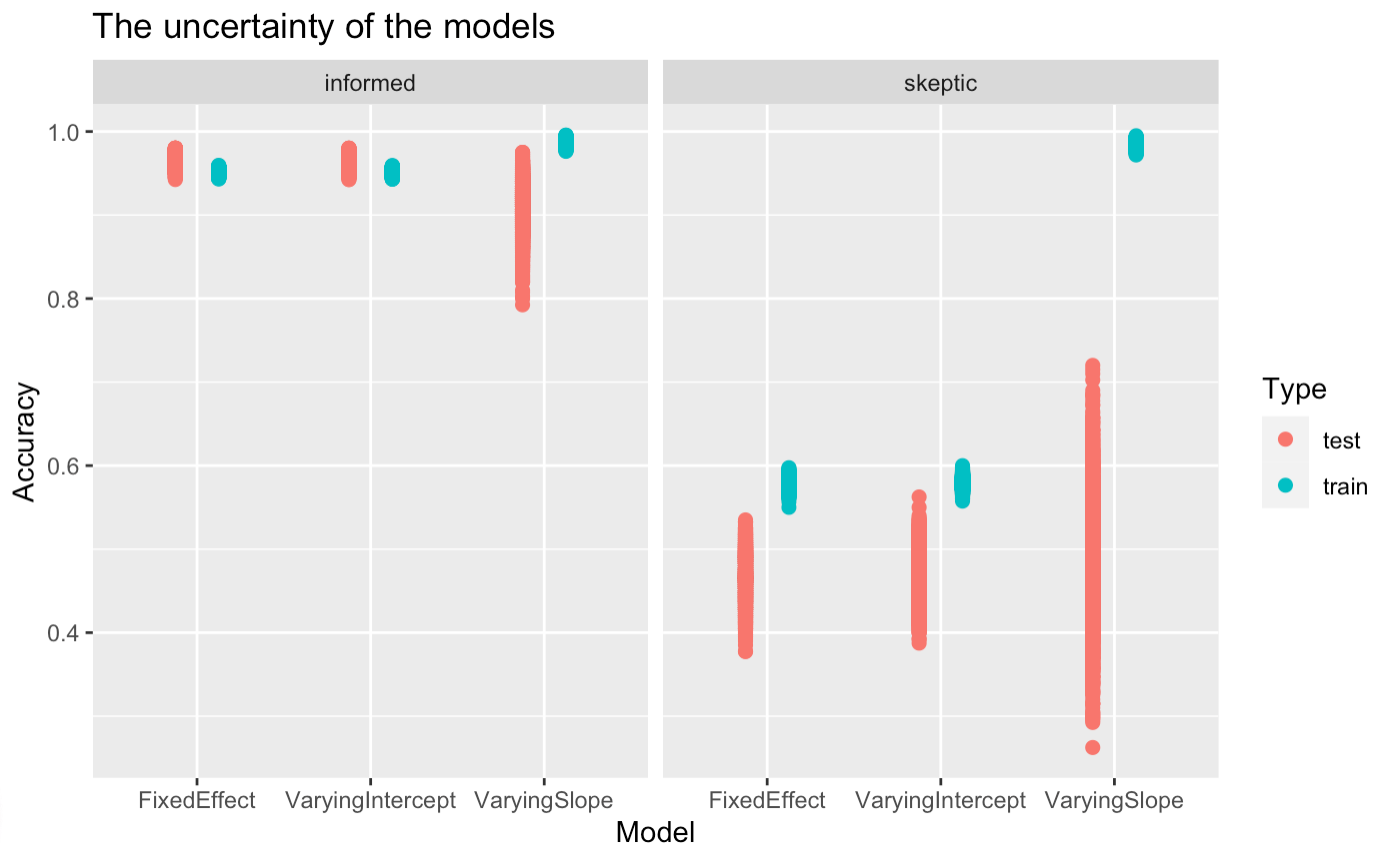 The uncertainty of the models
informed
skeptic
1.0
0.8
0.6
0.4
Accuracy
FixedEffect
VaryingIntercept
VaryingSlope
FixedEffect
VaryingIntercept
VaryingSlope
Model
Type
test
train